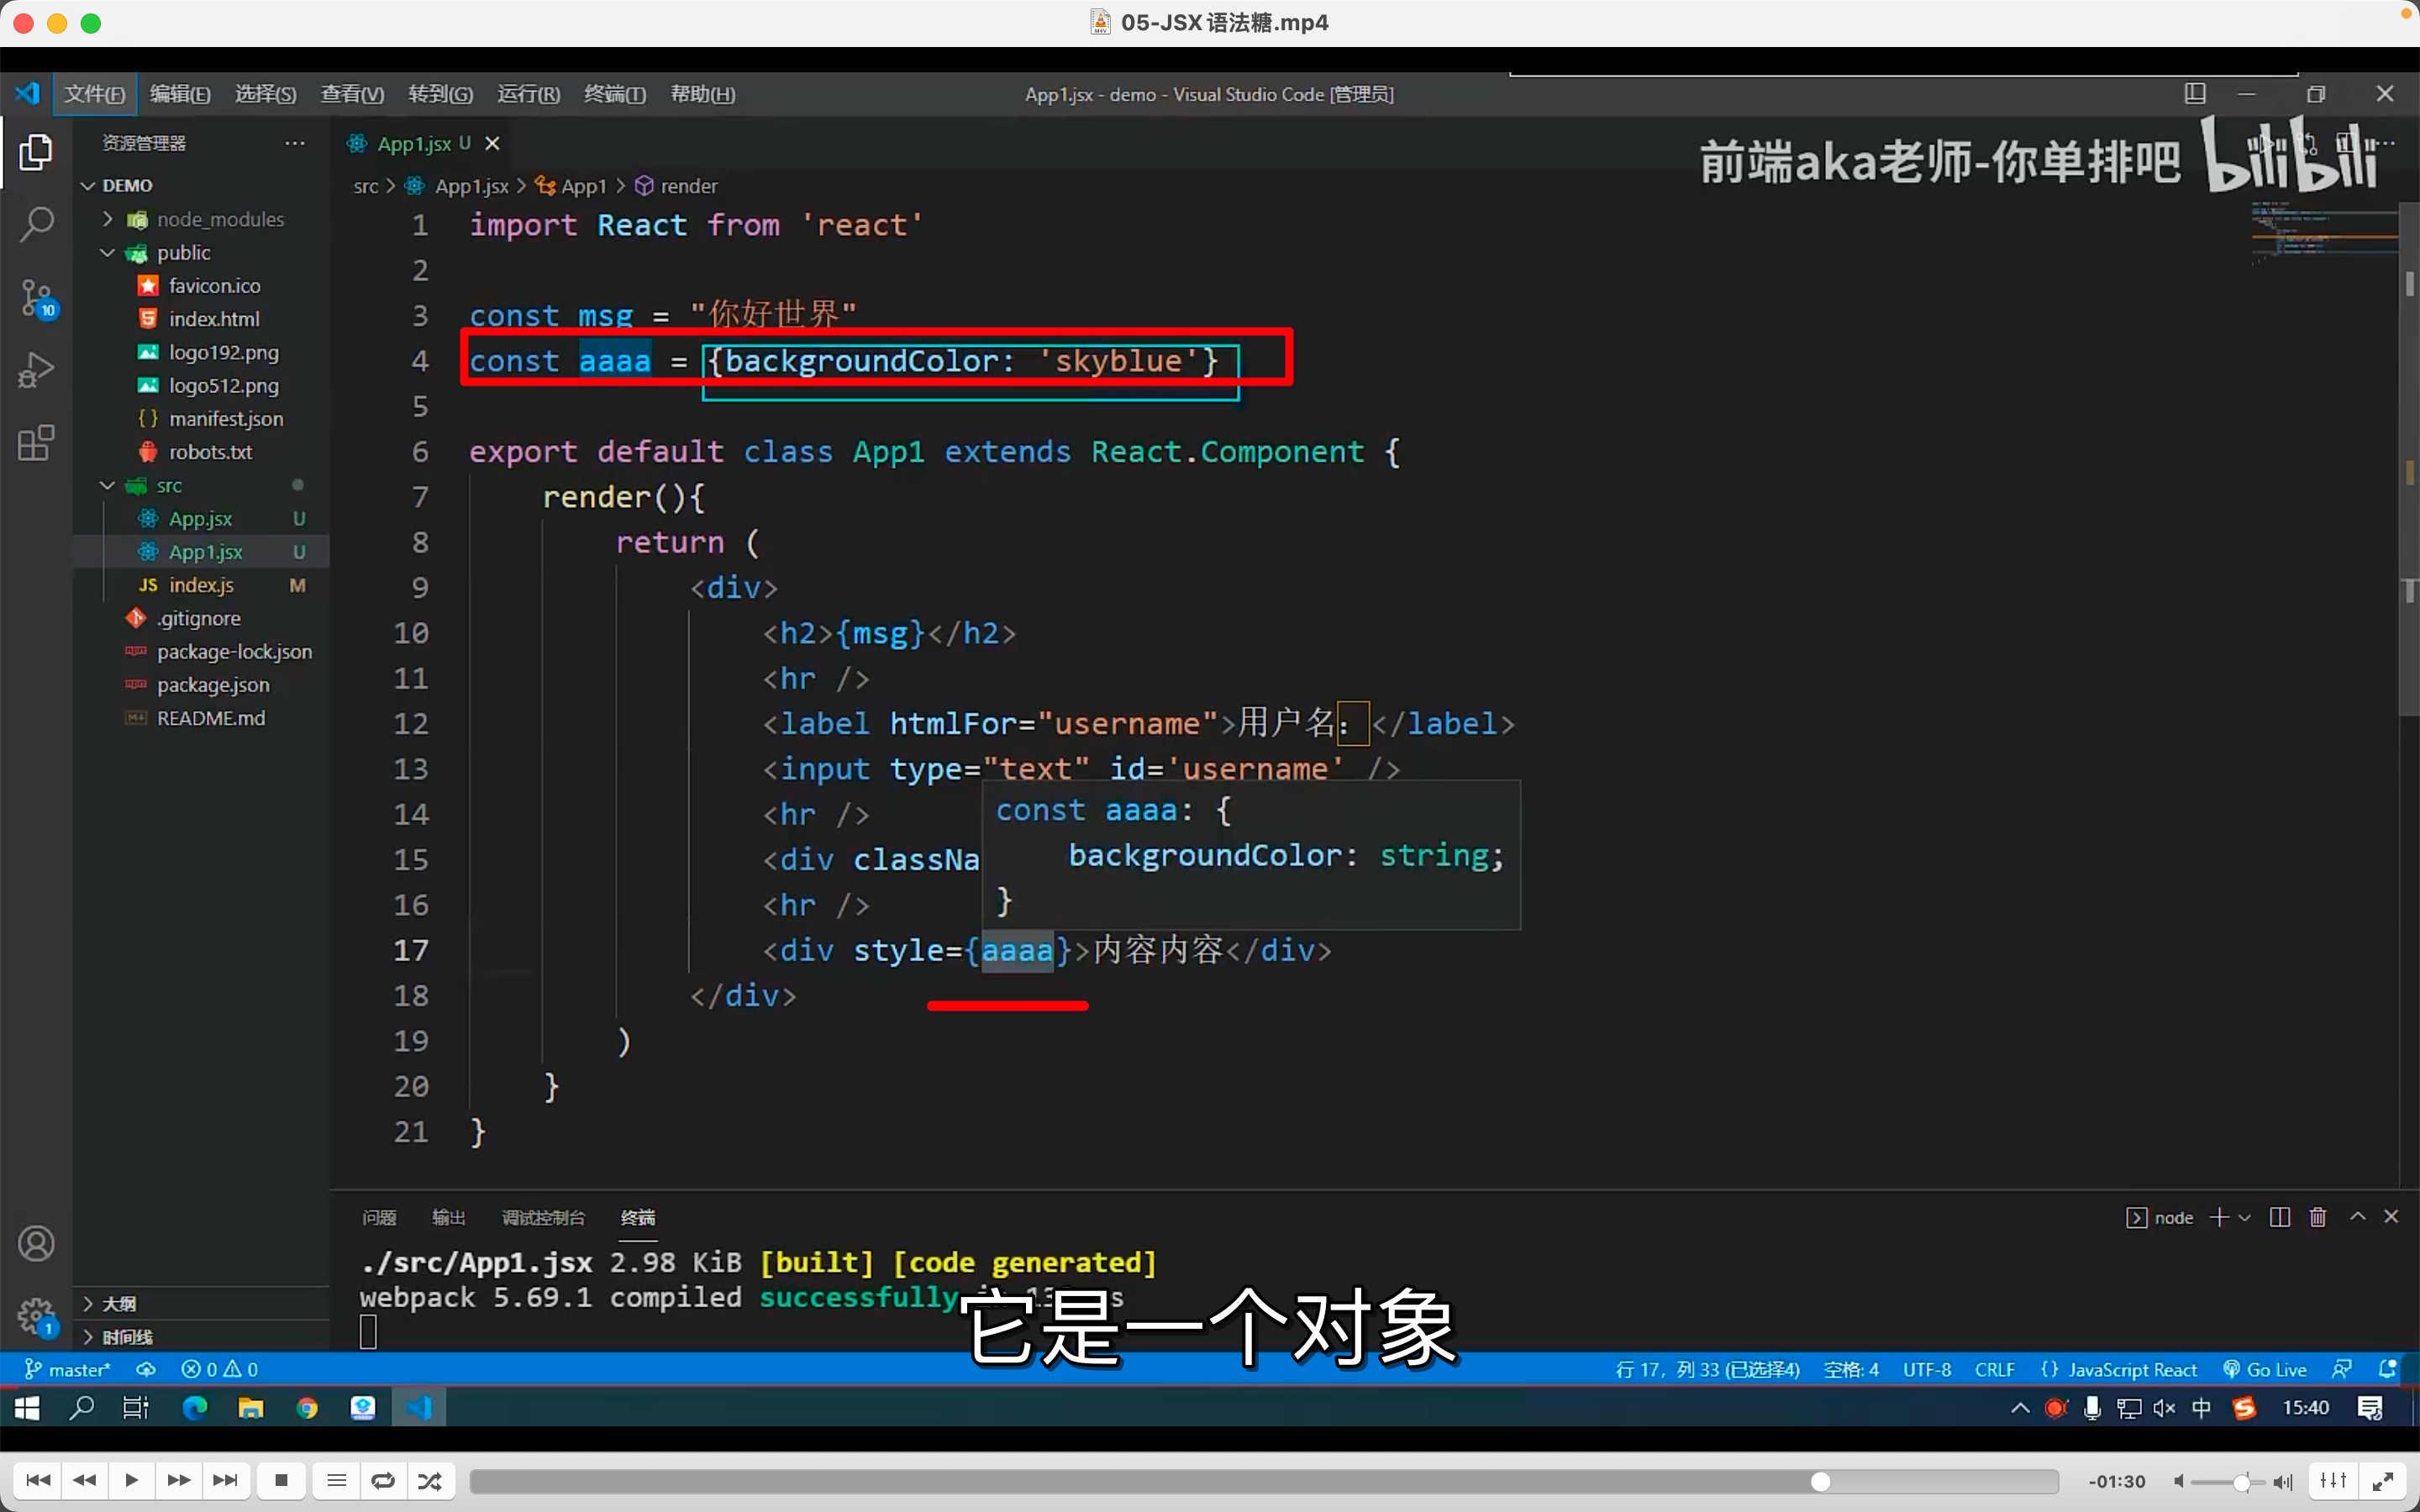 05-JSX 语法糖.mp4
文件(F) 编辑(E) 选择(S) 查看(V) 转到(G) 运行(R) 终端(T) 帮助(H)
App1.jsx - demo - Visual Studio Code [管理员]
资源管理器 ···
App1.jsx U
前端aka老师-你单排吧 bilibili
DEMO
src > App1.jsx > App1 > render
node_modules
public
favicon.ico
index.html
logo192.png
logo512.png
manifest.json
robots.txt
src
App.jsx U
App1.jsx U
JS index.js M
.gitignore
package-lock.json
package.json
README.md
大纲
时间线
10
1
1 import React from 'react'
2
3 const msg = "你好世界"
4 const aaaa = {backgroundColor: 'skyblue'}
5
6 export default class App1 extends React.Component {
7 render(){
8 return (
9 <div>
10 <h2>{msg}</h2>
11 <hr />
12 <label htmlFor="username">用户名：</label>
13 <input type="text" id='username' />
14 <hr />
15 <div classNa
16 <hr />
17 <div style={aaaa}>内容内容</div>
18 </div>
19 )
20 }
21 }
const aaaa: {
backgroundColor: string;
}
问题 输出 调试控制台 终端
node
./src/App1.jsx 2.98 KiB [built] [code generated]
webpack 5.69.1 compiled successfully
它是一个对象
master* 0 0
行 17，列 33 (已选择4) 空格: 4 UTF-8 CRLF {} JavaScript React Go Live
中 15:40
-01:30